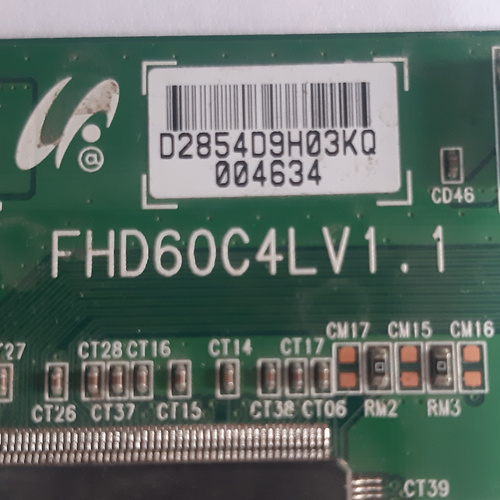 D2854D9H03KQ
004634
@
CD46
FHD60C4LV1.1
CM17 CM15 CM16
CT28 CT16 CT14 CT17
CT26 CT37 CT15 CT38 CT06 RM2 RM3
CT39